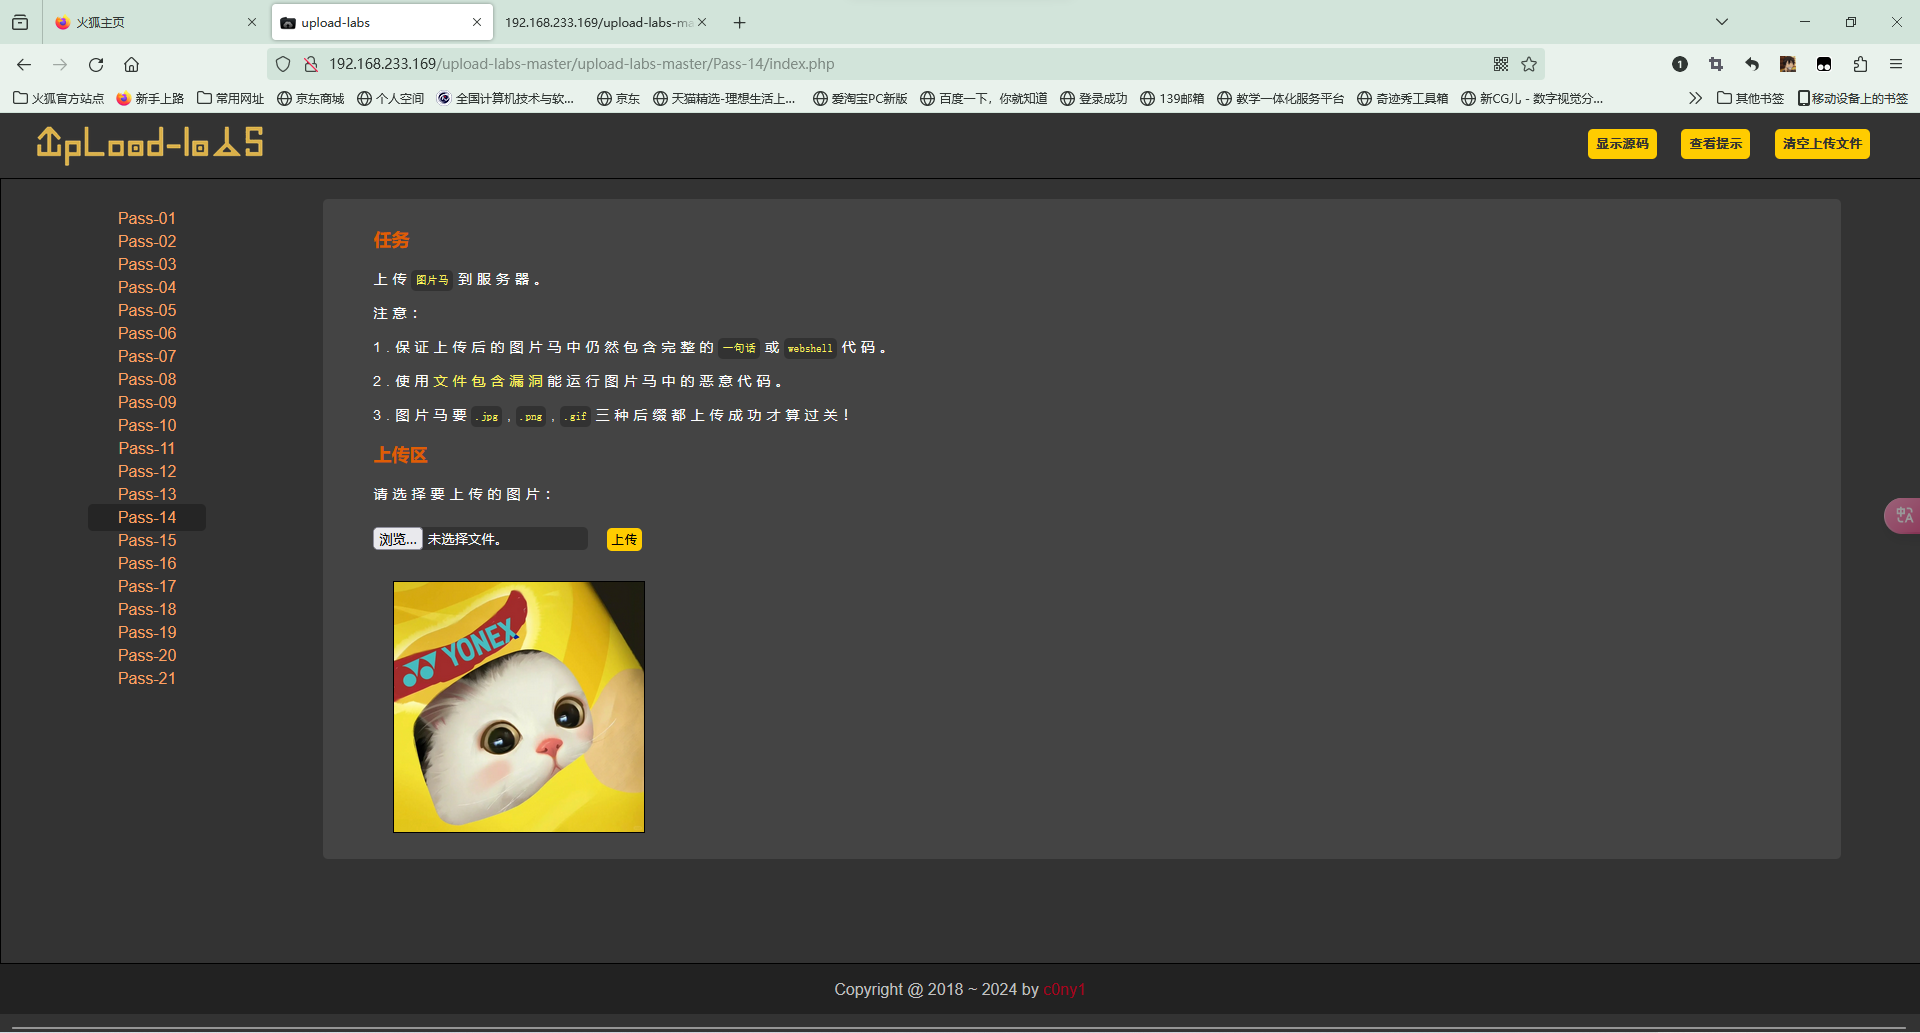 火狐主页
upload-labs
192.168.233.169/upload-labs-ma
192.168.233.169/upload-labs-master/upload-labs-master/Pass-14/index.php
火狐官方站点 新手上路 常用网址 京东商城 个人空间 全国计算机技术与软... 京东 天猫精选-理想生活上... 爱淘宝PC新版 百度一下，你就知道 登录成功 139邮箱 教学一体化服务平台 奇迹秀工具箱 新CG儿 - 数字视觉分... 其他书签 移动设备上的书签
UpLoad-labS
显示源码 查看提示 清空上传文件
Pass-01
Pass-02
Pass-03
Pass-04
Pass-05
Pass-06
Pass-07
Pass-08
Pass-09
Pass-10
Pass-11
Pass-12
Pass-13
Pass-14
Pass-15
Pass-16
Pass-17
Pass-18
Pass-19
Pass-20
Pass-21
任务
上传图片马到服务器。
注意：
1.保证上传后的图片马中仍然包含完整的一句话或webshell代码。
2.使用文件包含漏洞能运行图片马中的恶意代码。
3.图片马要.jpg,.png,.gif三种后缀都上传成功才算过关！
上传区
请选择要上传的图片：
浏览... 未选择文件。 上传
YONEX
Copyright @ 2018 ~ 2024 by c0ny1